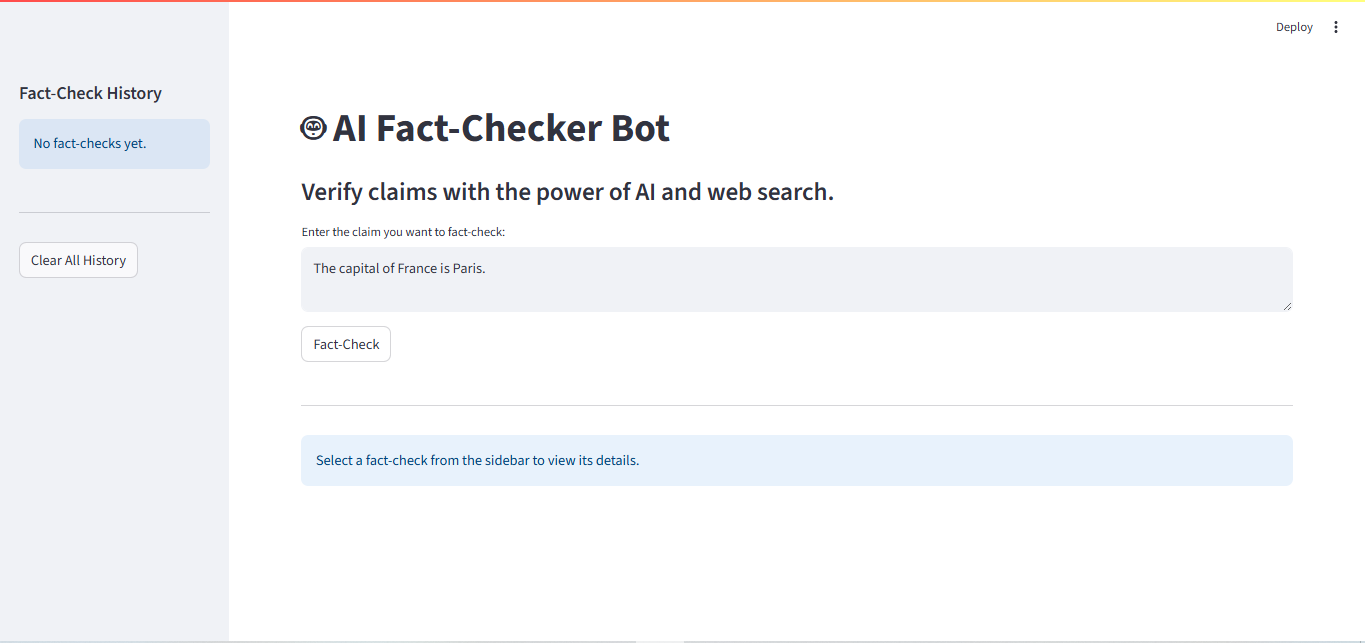 Deploy
Fact-Check History
No fact-checks yet.
Clear All History
AI Fact-Checker Bot
Verify claims with the power of AI and web search.
Enter the claim you want to fact-check:
The capital of France is Paris.
Fact-Check
Select a fact-check from the sidebar to view its details.